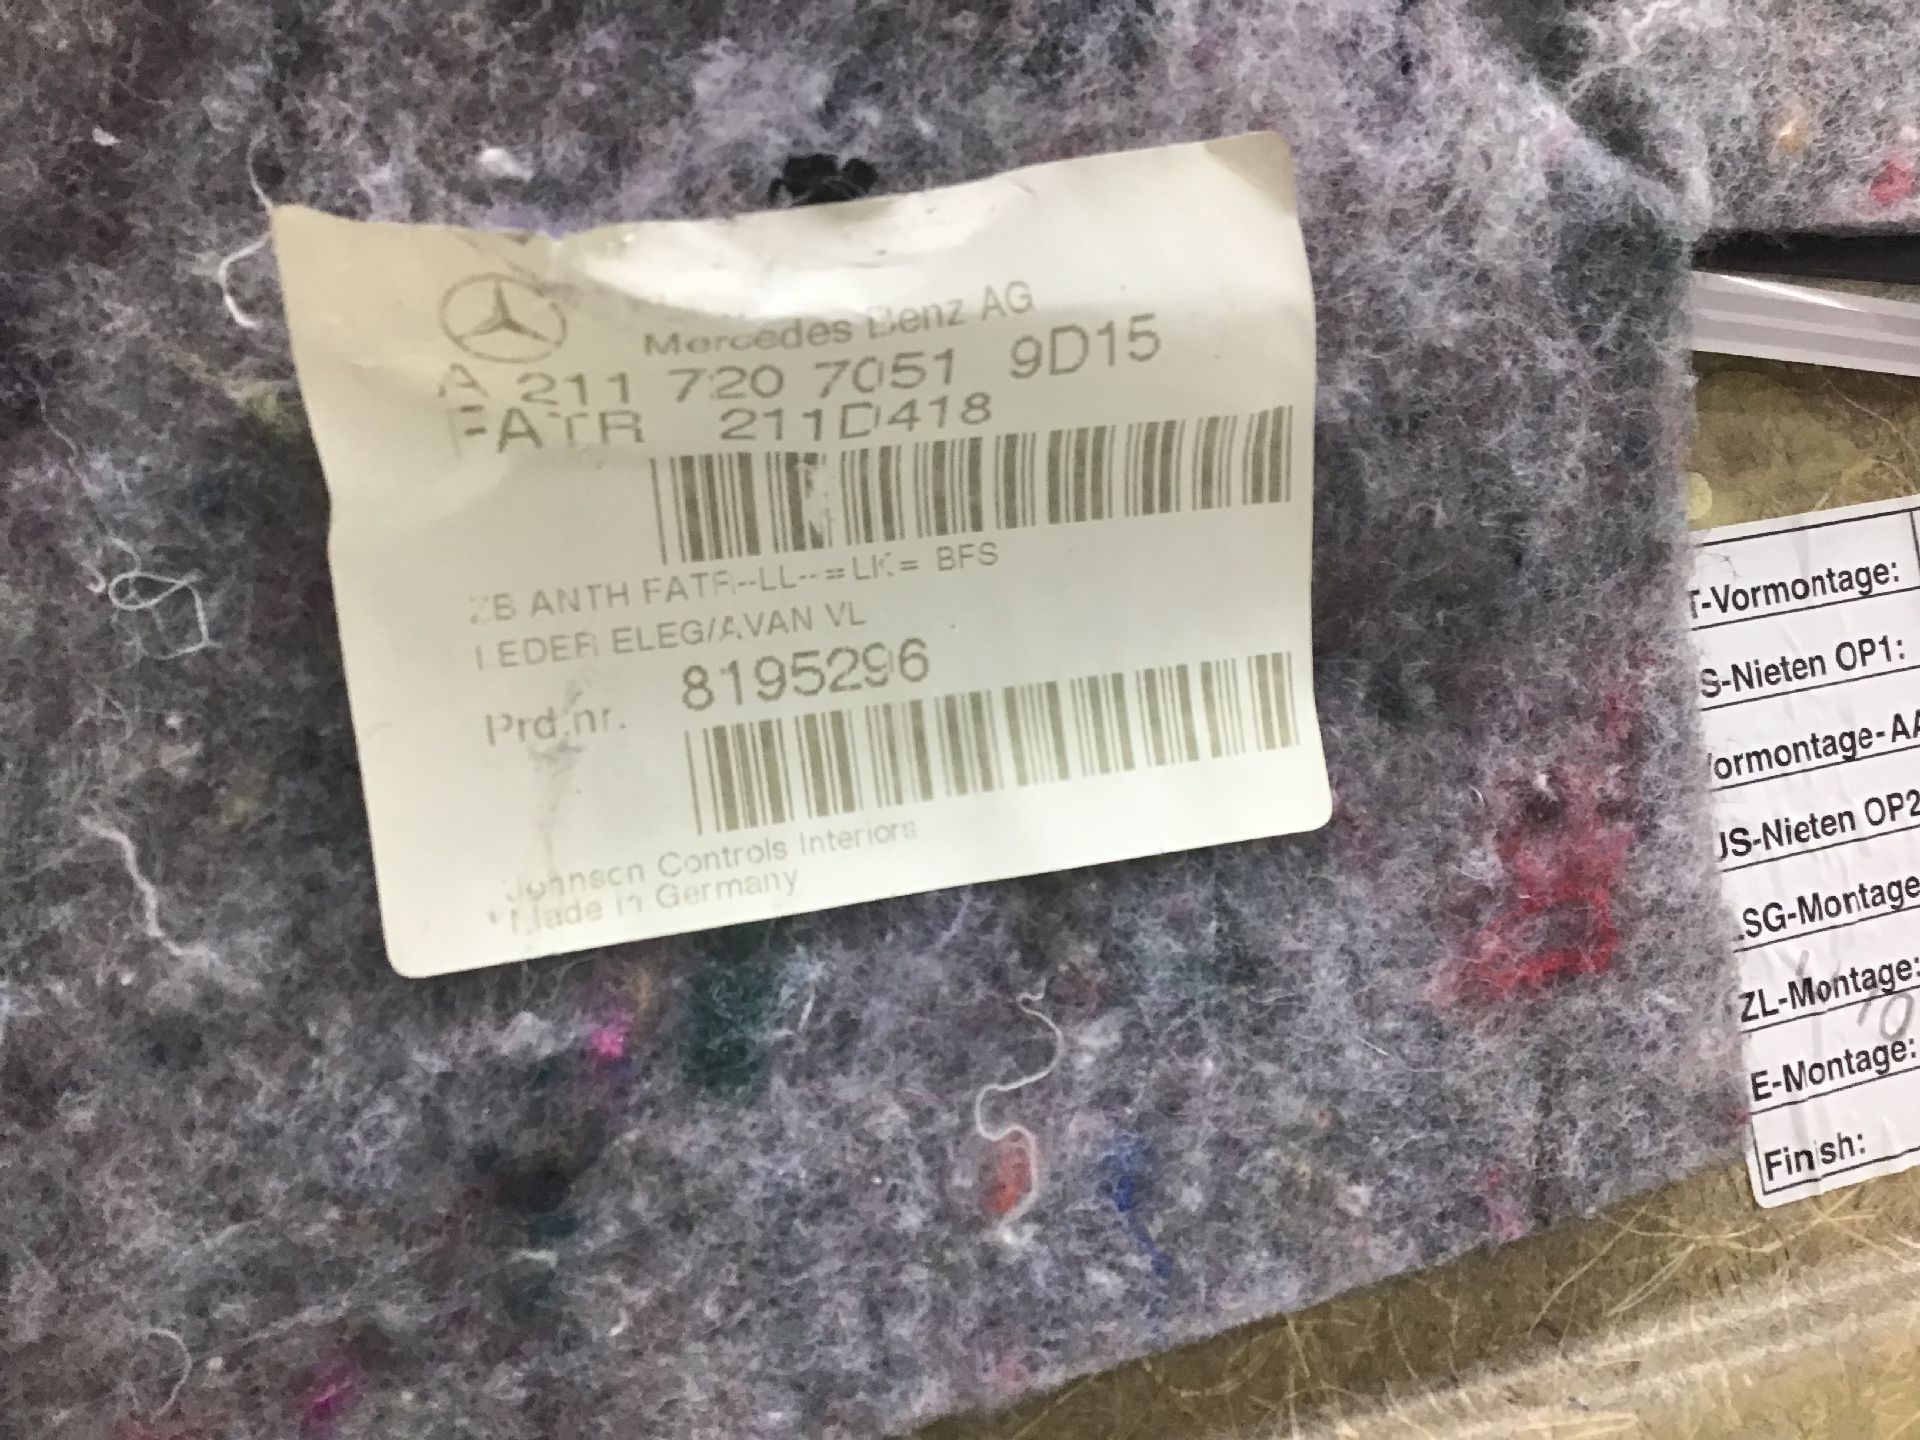 Mercedes Benz AG
A 211 720 7051 9D15
FATR 211D418
ZB ANTH FATR--LL--=LK= BFS
LEDER ELEG/AVAN VL
Prd.nr. 8195296
Johnson Controls Interiors
Made in Germany
T-Vormontage:
S-Nieten OP1:
Vormontage-AA
US-Nieten OP2
SG-Montage
ZL-Montage:
E-Montage:
Finish: